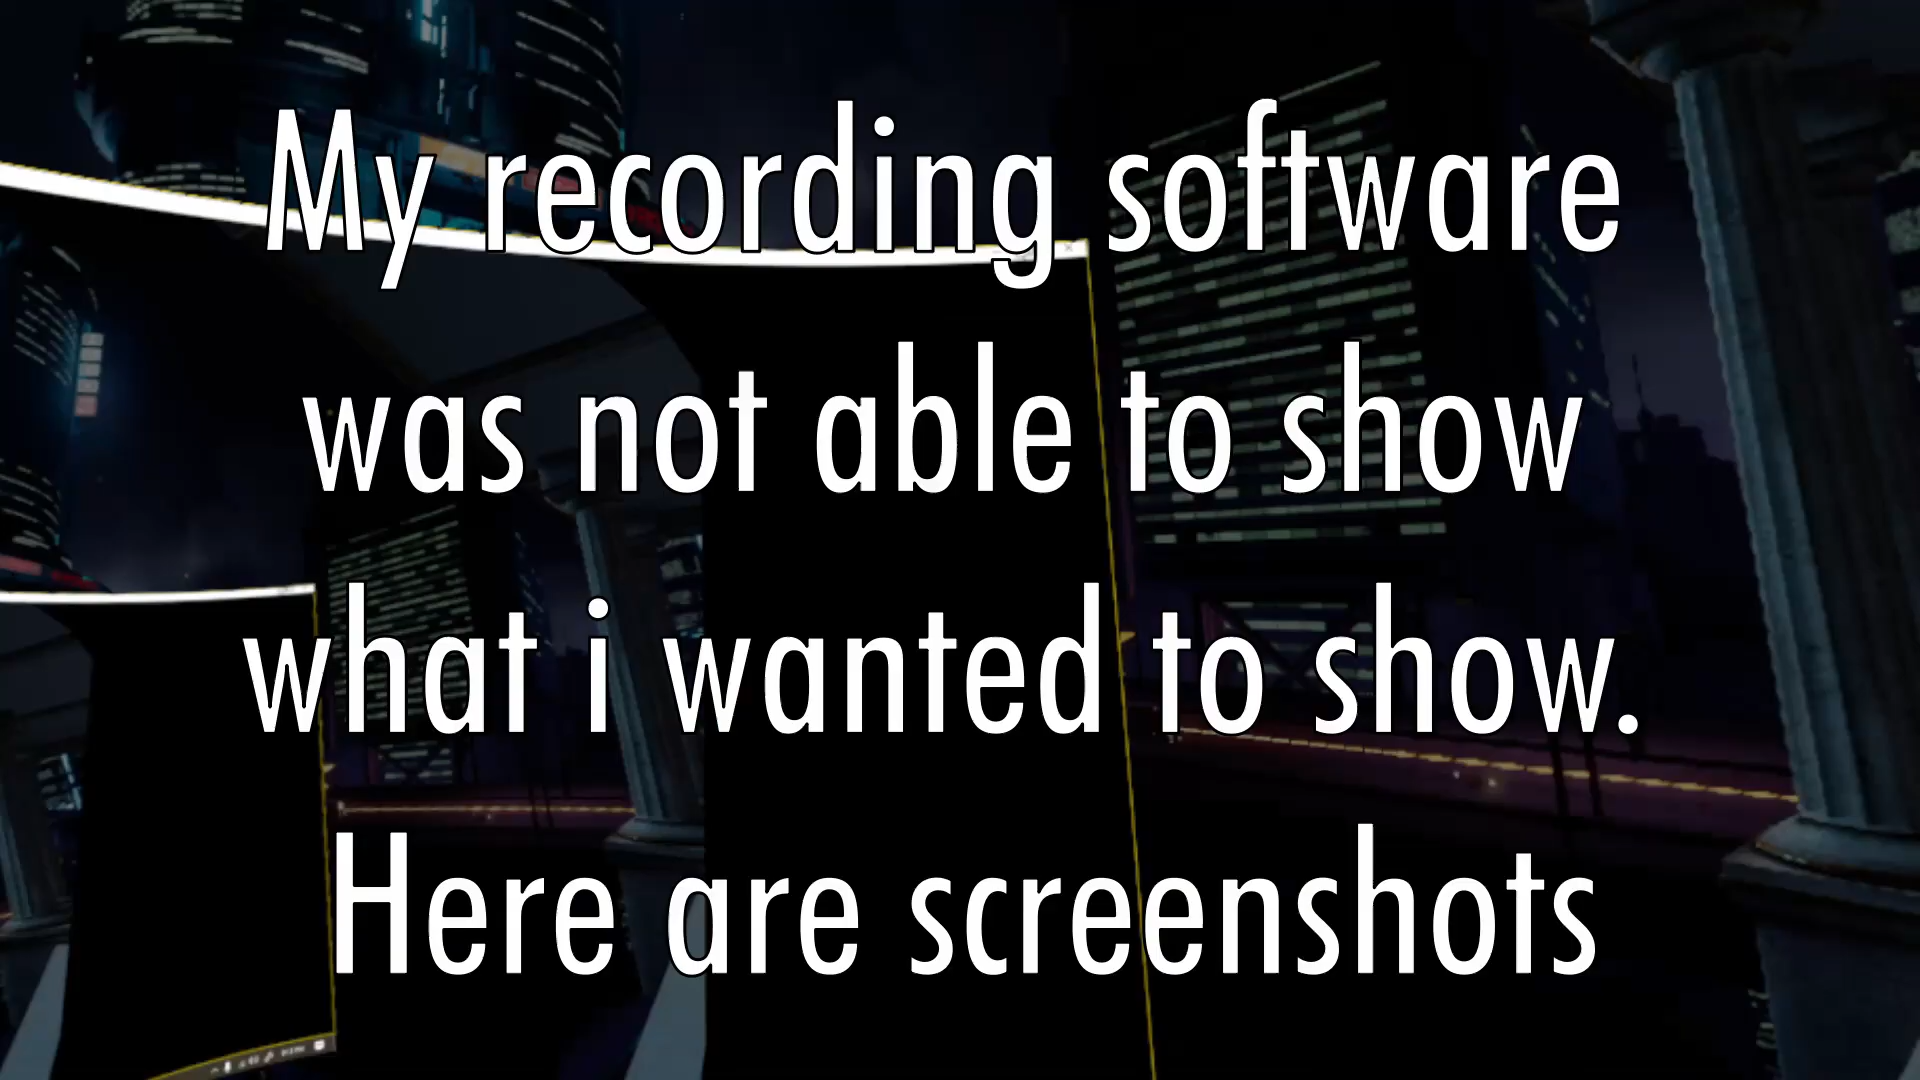 My recording software
was not able to show
what i wanted to show.
Here are screenshots